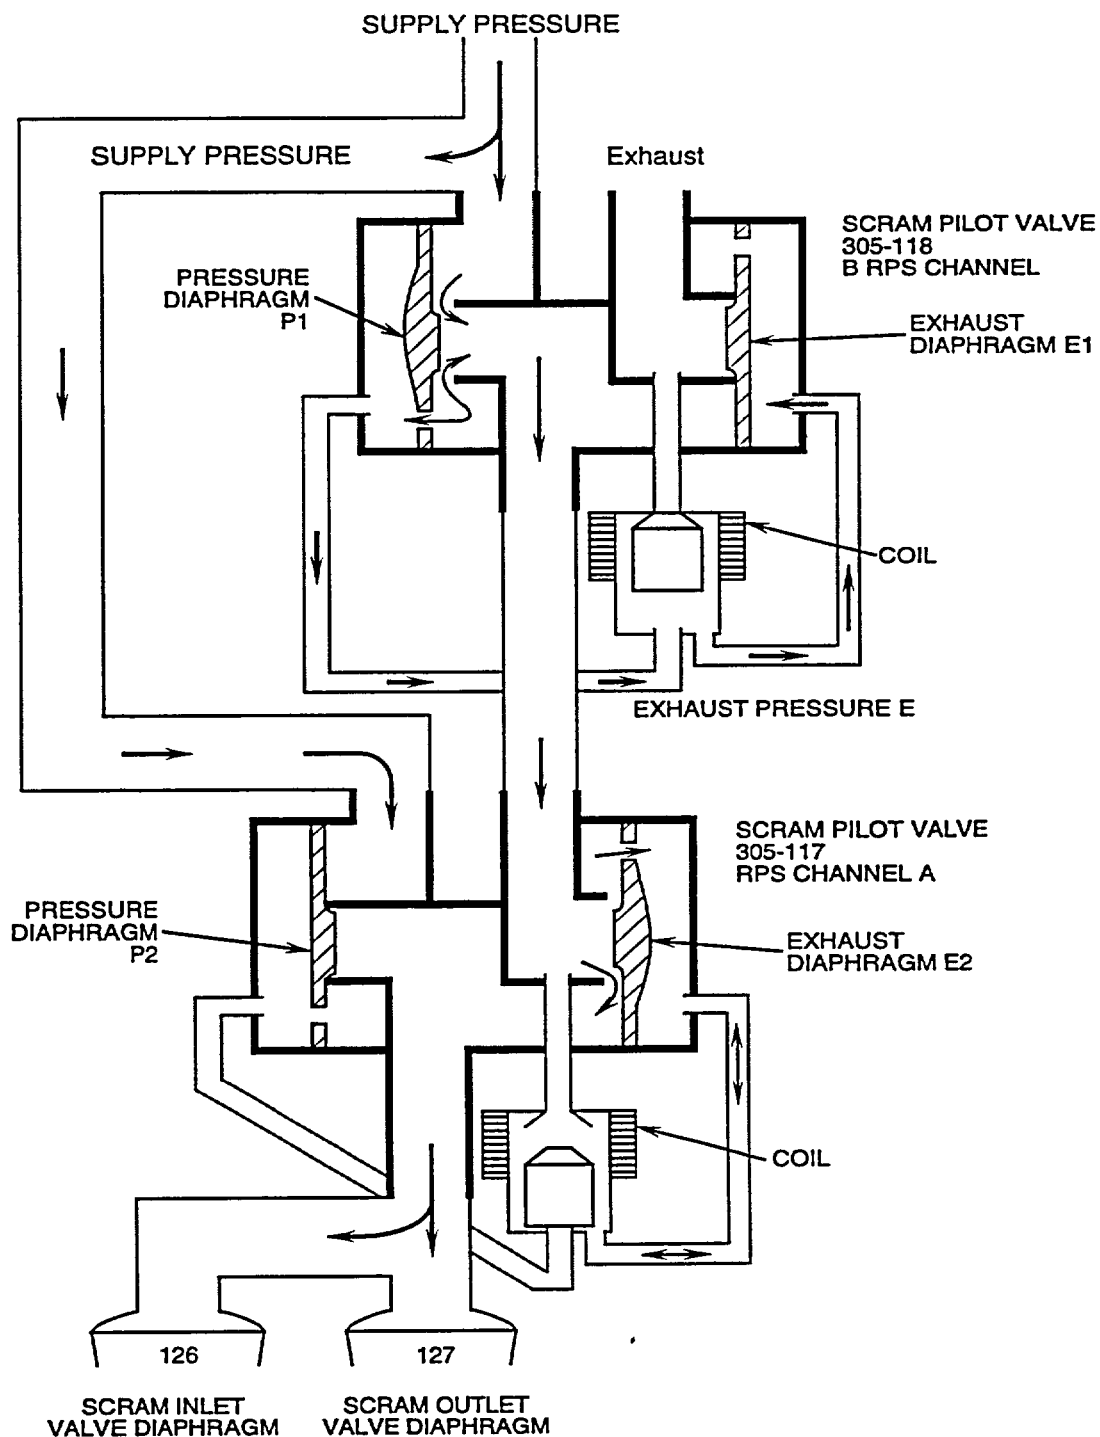 SUPPLY PRESSURE
SUPPLY PRESSURE
Exhaust
SCRAM PILOT VALVE
305-118
B RPS CHANNEL
PRESSURE
DIAPHRAGM
P1
EXHAUST
DIAPHRAGM E1
COIL
EXHAUST PRESSURE E
SCRAM PILOT VALVE
305-117
RPS CHANNEL A
PRESSURE
DIAPHRAGM
P2
EXHAUST
DIAPHRAGM E2
COIL
126
127
SCRAM INLET
VALVE DIAPHRAGM
SCRAM OUTLET
VALVE DIAPHRAGM